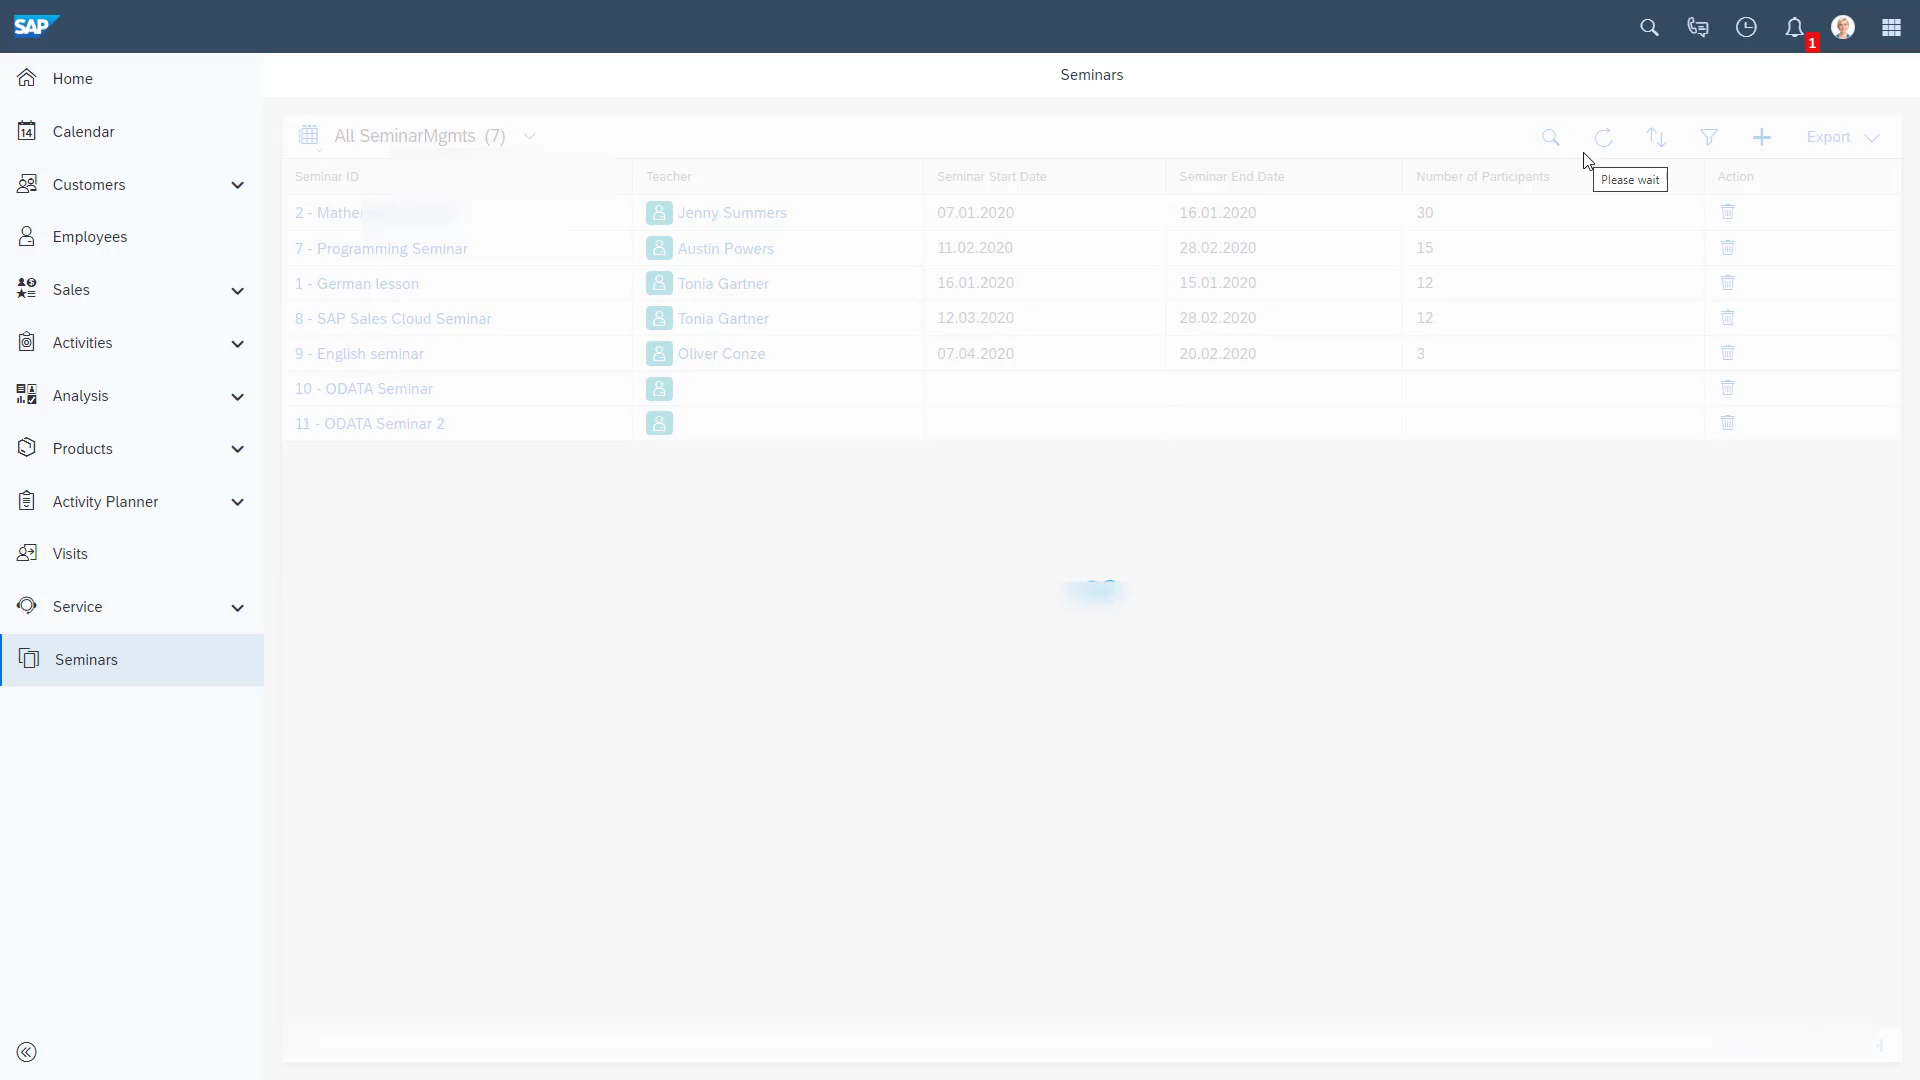 SAP
1
Home
Seminars
14
Calendar
All SeminarMgmts (7)
Export
Customers
Seminar ID
Teacher
Seminar Start Date
Seminar End Date
Number of Participants
Please wait
Action
2 -
Jenny Summers
07.01.2020
16.01.2020
30
Employees
7 - Programming Seminar
Austin Powers
11.02.2020
28.02.2020
15
Sales
1 - German lesson
Tonia Gartner
16.01.2020
15.01.2020
12
8 - SAP Sales Cloud Seminar
Tonia Gartner
12.03.2020
28.02.2020
12
Activities
9 - English seminar
Oliver Conze
07.04.2020
20.02.2020
3
Analysis
10 - ODATA Seminar
11 - ODATA Seminar 2
Products
Activity Planner
Visits
Service
Seminars